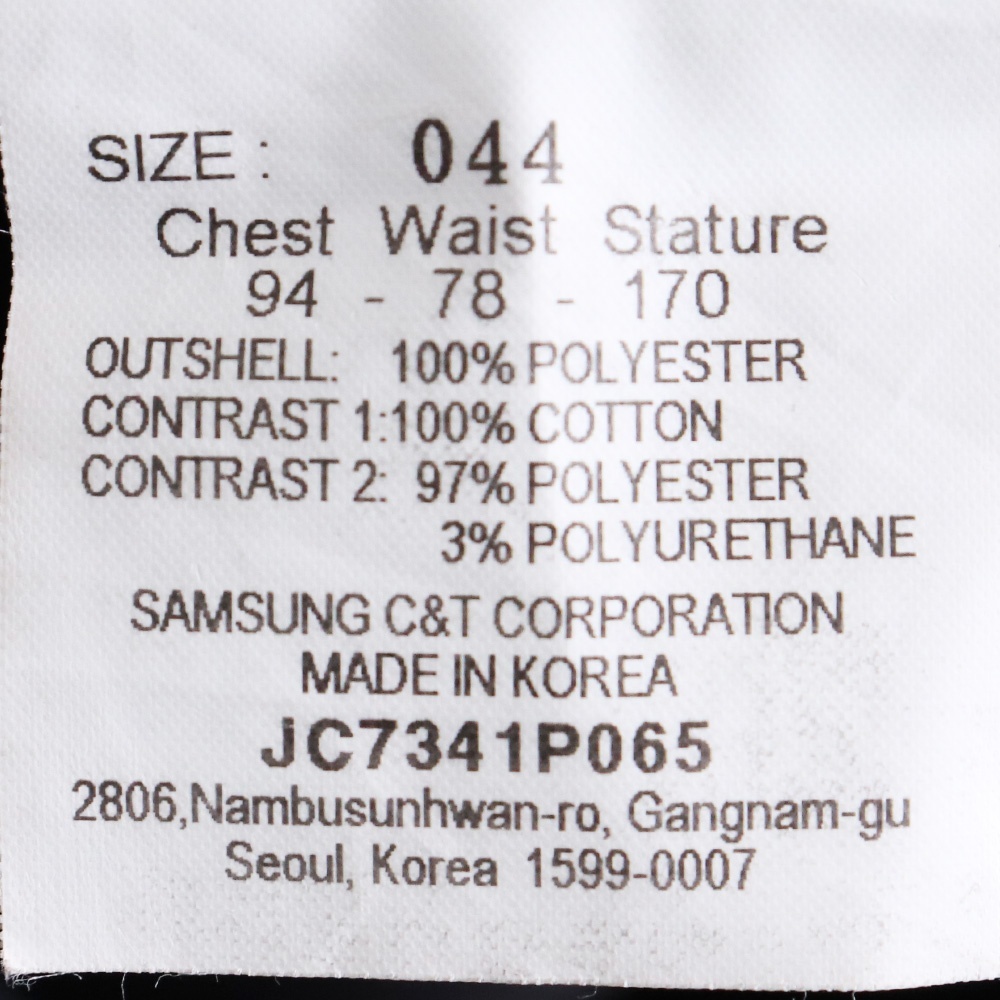 SIZE : 044
Chest Waist Stature
94 - 78 - 170
OUTSHELL: 100% POLYESTER
CONTRAST 1:100% COTTON
CONTRAST 2: 97% POLYESTER
3% POLYURETHANE
SAMSUNG C&T CORPORATION
MADE IN KOREA
JC7341P065
2806,Nambusunhwan-ro, Gangnam-gu
Seoul, Korea 1599-0007